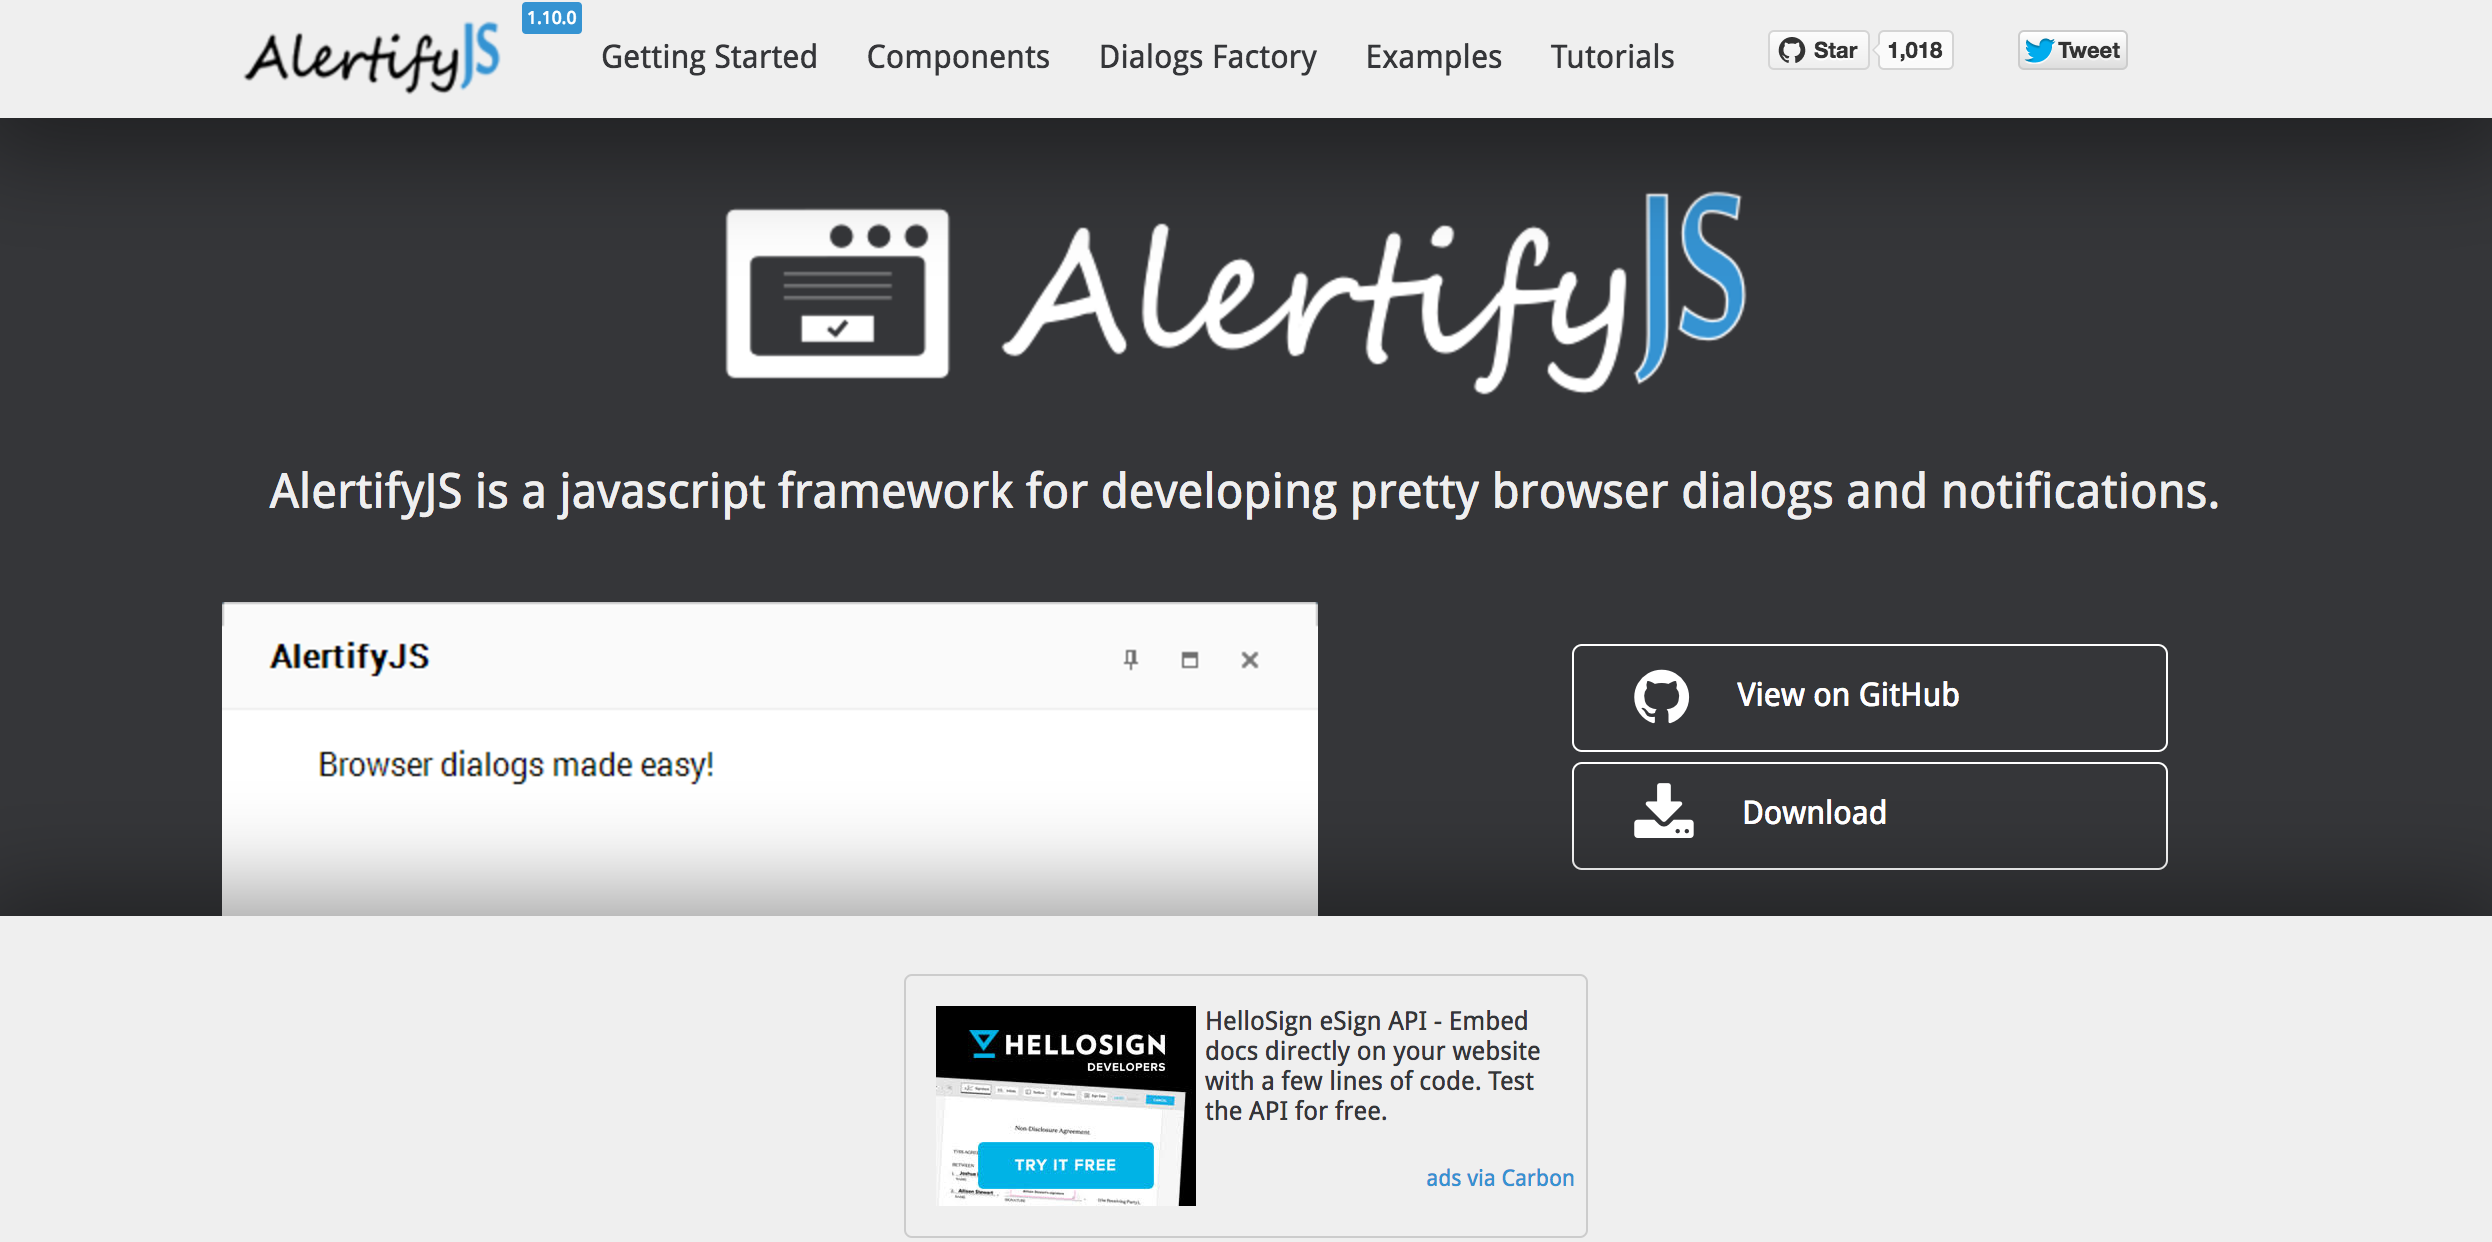 AlertifyJS
1.10.0
Getting Started
Components
Dialogs Factory
Examples
Tutorials
Star
1,018
Tweet
AlertifyJS
AlertifyJS is a javascript framework for developing pretty browser dialogs and notifications.
AlertifyJS
Browser dialogs made easy!
View on GitHub
Download
HELLOSIGN
DEVELOPERS
Non Disclosure Agreement
BETWEEN
TRY IT FREE
HelloSign eSign API - Embed
docs directly on your website
with a few lines of code. Test
the API for free.
ads via Carbon